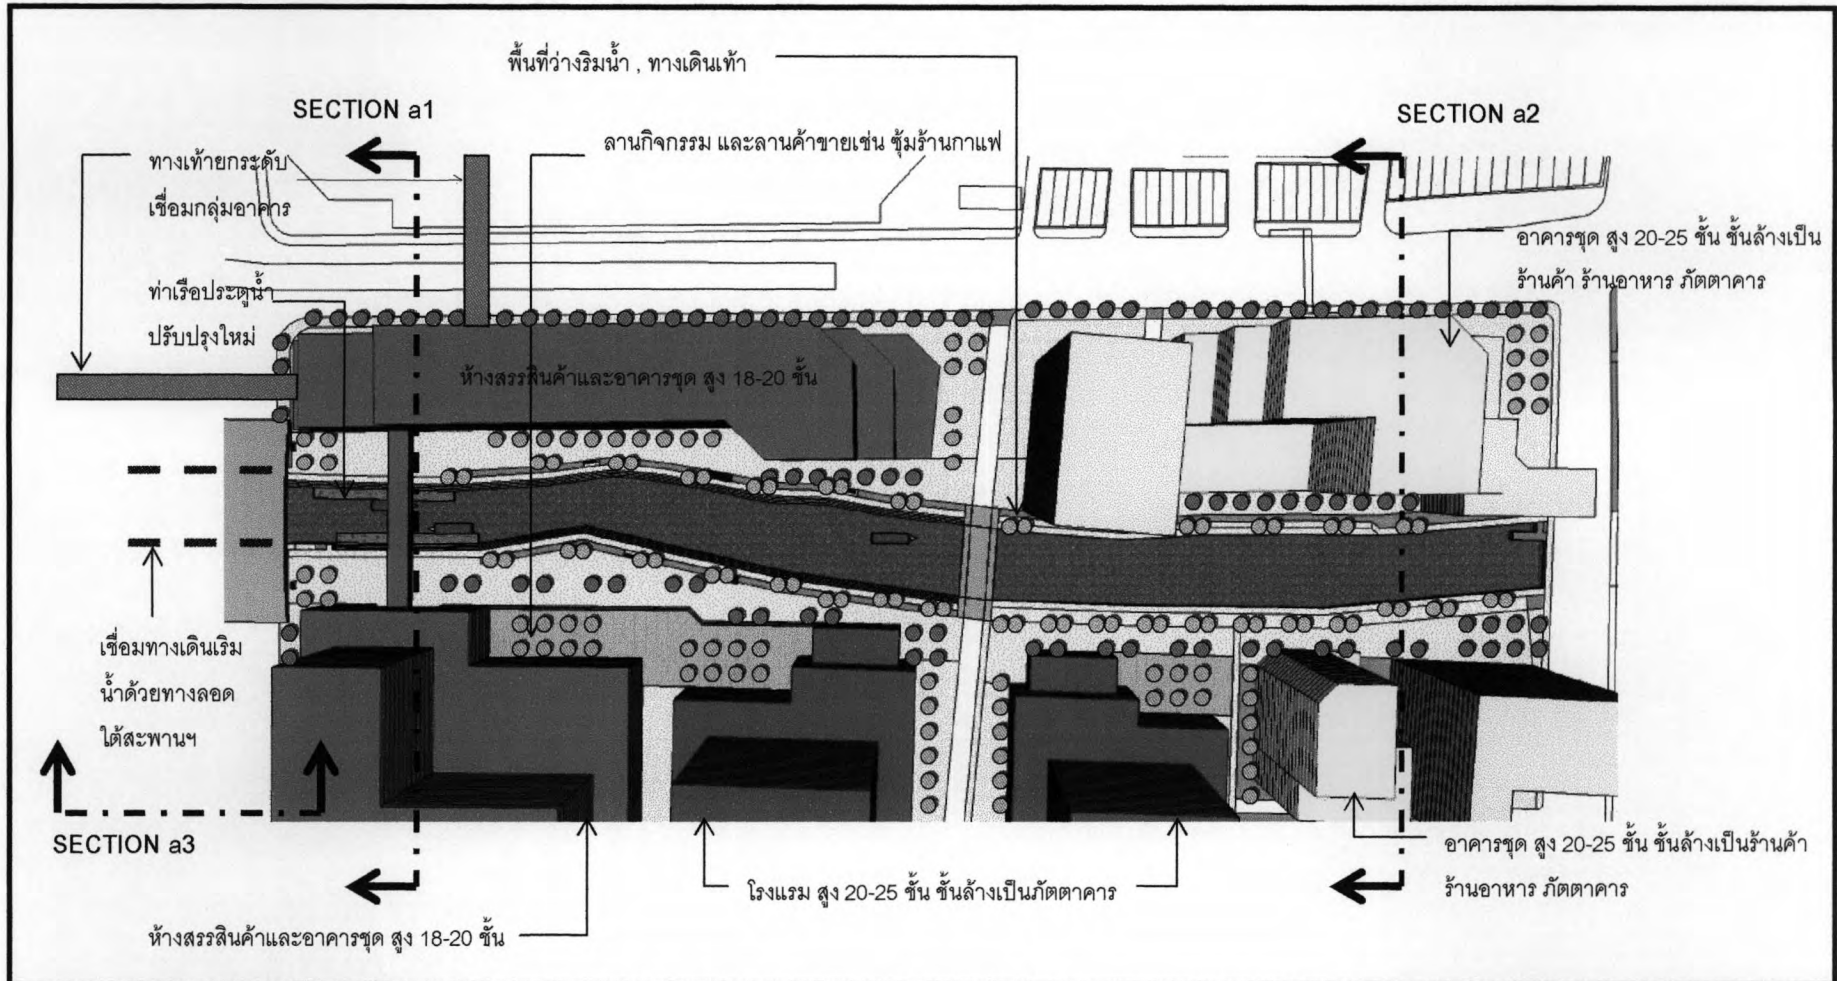 พื้นที่ว่างริมน้ำ , ทางเดินเท้า
SECTION a1
SECTION a2
ลานกิจกรรม และลานค้าขายเช่น ซุ้มร้านกาแฟ
ทางเท้ายกระดับ
เชื่อมกลุ่มอาคาร
อาคารชุด สูง 20-25 ชั้น ชั้นล่างเป็น
ร้านค้า ร้านอาหาร ภัตตาคาร
ท่าเรือประตูน้ำ
ปรับปรุงใหม่
ห้างสรรสินค้าและอาคารชุด สูง 18-20 ชั้น
เชื่อมทางเดินเริม
น้ำด้วยทางลอด
ใต้สะพานฯ
SECTION a3
อาคารชุด สูง 20-25 ชั้น ชั้นล่างเป็นร้านค้า
ร้านอาหาร ภัตตาคาร
โรงแรม สูง 20-25 ชั้น ชั้นล่างเป็นภัตตาคาร
ห้างสรรสินค้าและอาคารชุด สูง 18-20 ชั้น